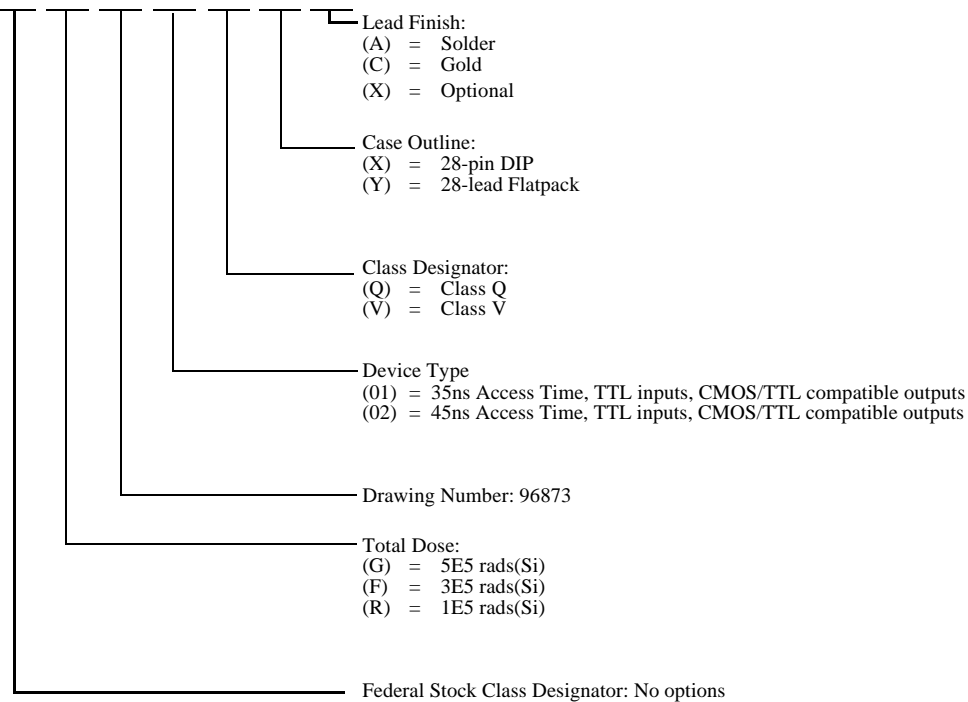 Lead Finish:
(A) = Solder
(C) = Gold
(X) = Optional
Case Outline:
(X) = 28-pin DIP
(Y) = 28-lead Flatpack
Class Designator:
(Q) = Class Q
(V) = Class V
Device Type
(01) = 35ns Access Time, TTL inputs, CMOS/TTL compatible outputs
(02) = 45ns Access Time, TTL inputs, CMOS/TTL compatible outputs
Drawing Number: 96873
Total Dose:
(G) = 5E5 rads(Si)
(F) = 3E5 rads(Si)
(R) = 1E5 rads(Si)
Federal Stock Class Designator: No options